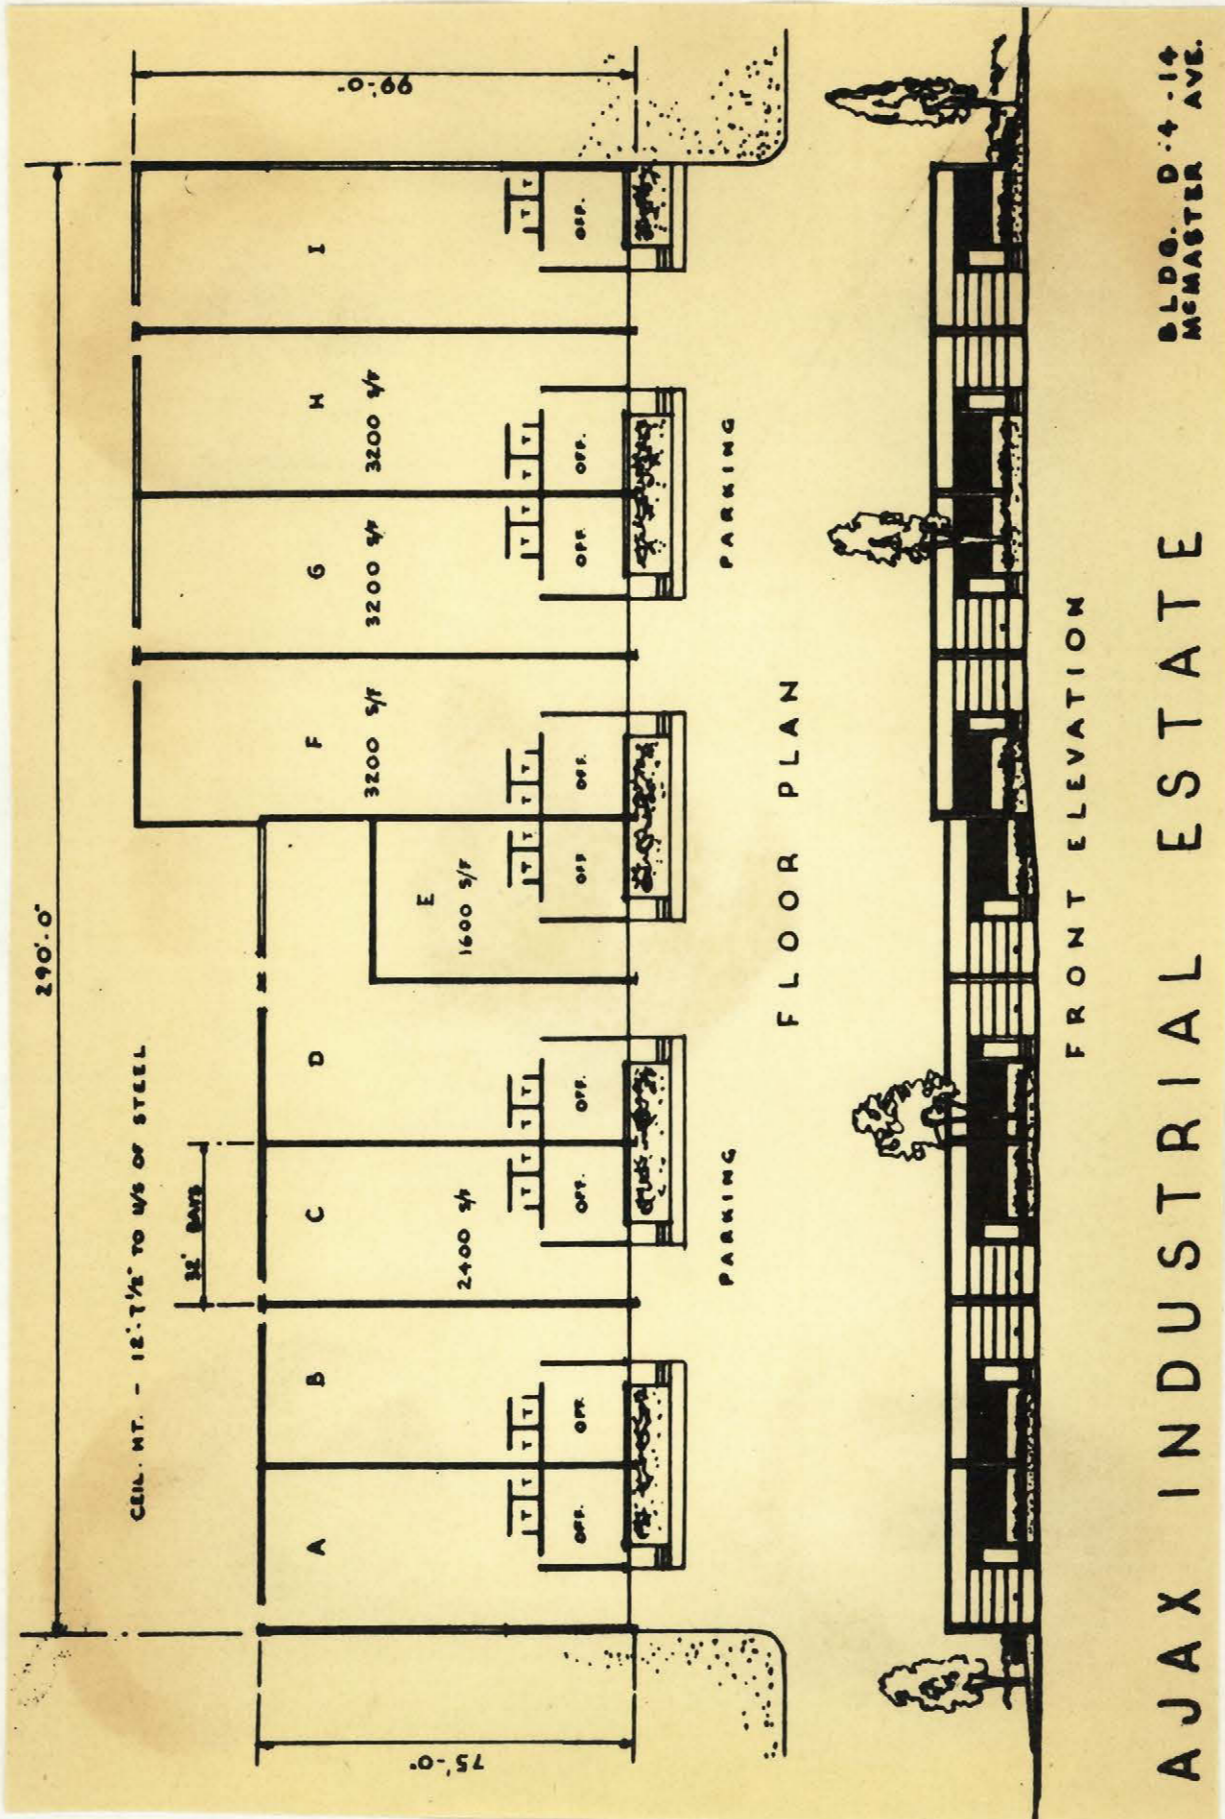 290'-0"
CEIL. HT. - 12'-7½" TO U/S OF STEEL
32' BAYS
75'-0"
99'-0"
A
B
C
D
E
F
G
H
I
2400 S/F
1600 S/F
3200 S/F
3200 S/F
3200 S/F
T T
T T
T T
T T
T T
T T
T T
T T
T T
OFF.
OFF.
OFF.
OFF.
OFF.
OFF.
OFF.
OFF.
OFF.
PARKING
PARKING
FLOOR PLAN
FRONT ELEVATION
AJAX INDUSTRIAL ESTATE
BLDG. D-4-14
McMASTER AVE.